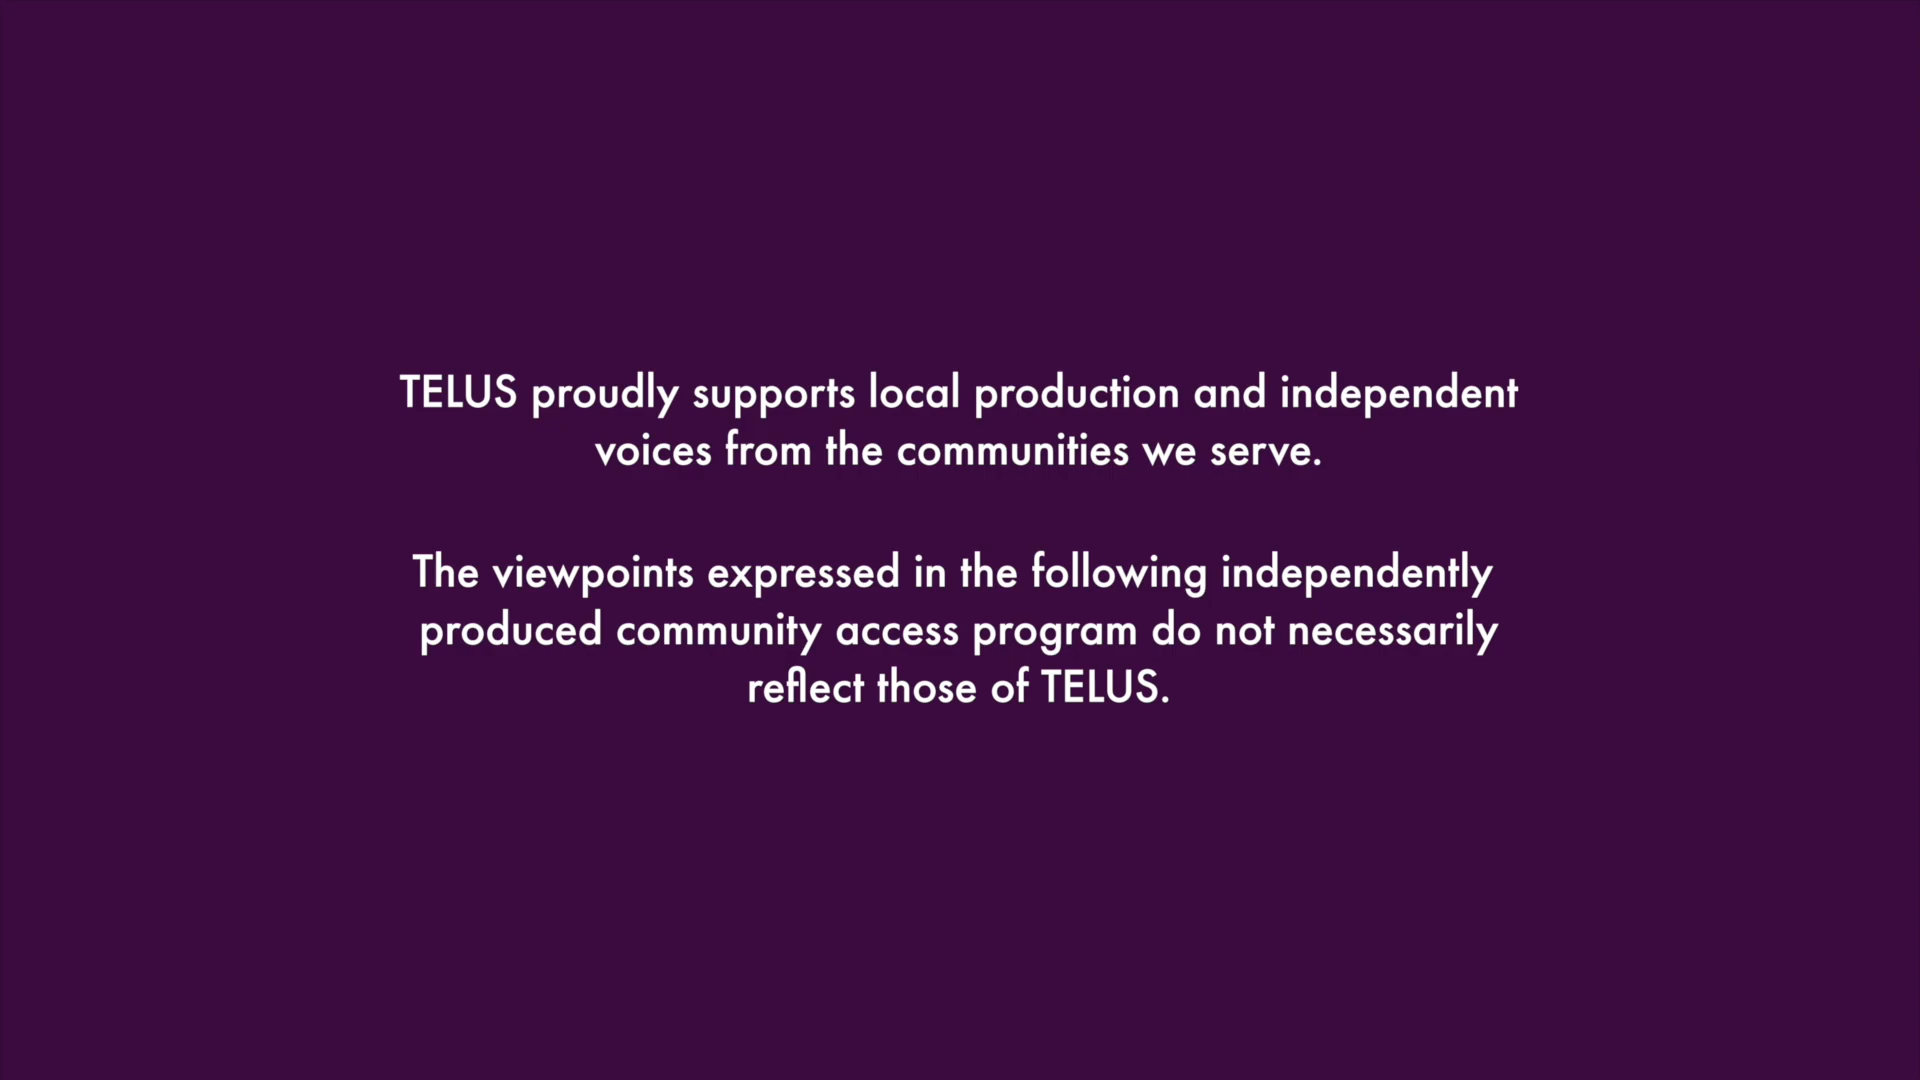 TELUS proudly supports local production and independent
voices from the communities we serve.
The viewpoints expressed in the following independently
produced community access program do not necessarily
reflect those of TELUS.